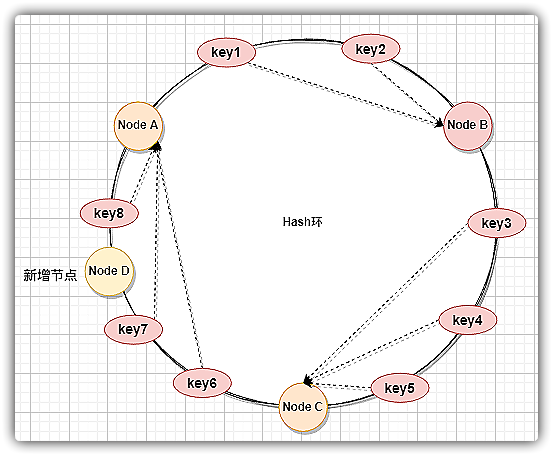 key1
key2
Node A
Node B
key8
key3
Hash环
新增节点
Node D
key7
key4
key6
key5
Node C